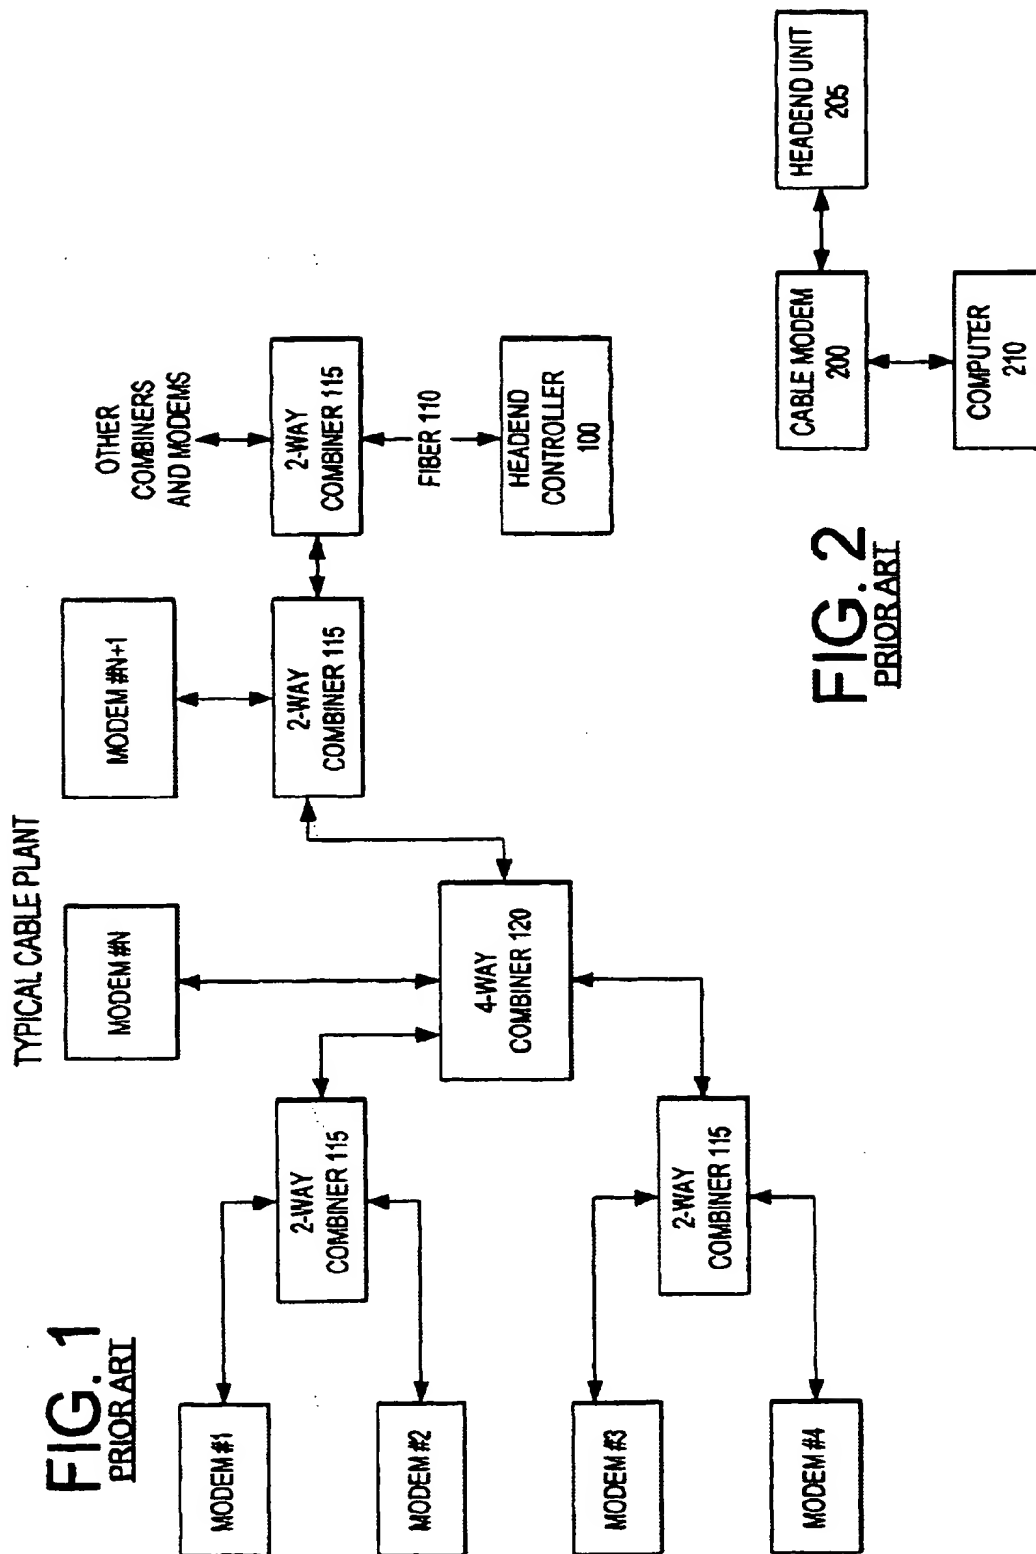 FIG. 1
PRIOR ART
TYPICAL CABLE PLANT
MODEM #1
MODEM #2
MODEM #3
MODEM #4
2-WAY
COMBINER 115
2-WAY
COMBINER 115
MODEM #N
4-WAY
COMBINER 120
MODEM #N+1
2-WAY
COMBINER 115
OTHER
COMBINERS
AND MODEMS
2-WAY
COMBINER 115
FIBER 110
HEADEND
CONTROLLER
100
FIG. 2
PRIOR ART
CABLE MODEM
200
HEADEND UNIT
205
COMPUTER
210